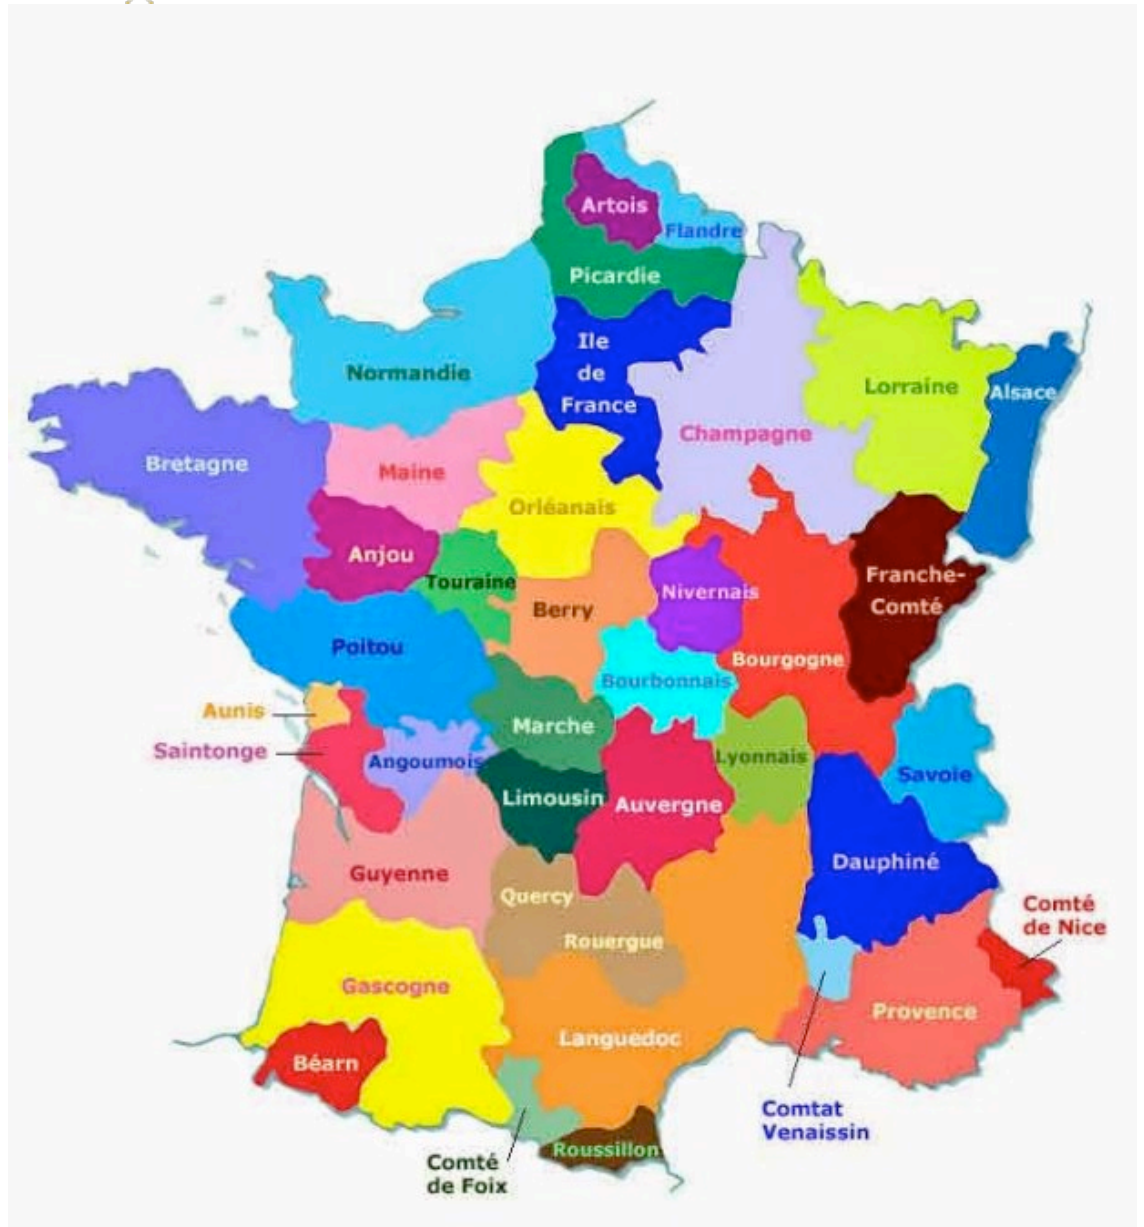 Artois
Flandre
Picardie
Ile
de
France
Normandie
Lorraine
Alsace
Champagne
Bretagne
Maine
Orléanais
Anjou
Touraine
Franche-
Comté
Nivernais
Berry
Poitou
Bourgogne
Bourbonnais
Aunis
Marche
Saintonge
Angoumois
Lyonnais
Savoie
Limousin
Auvergne
Dauphiné
Guyenne
Quercy
Comté
de Nice
Rouergue
Gascogne
Provence
Languedoc
Béarn
Comtat
Venaissin
Roussillon
Comté
de Foix